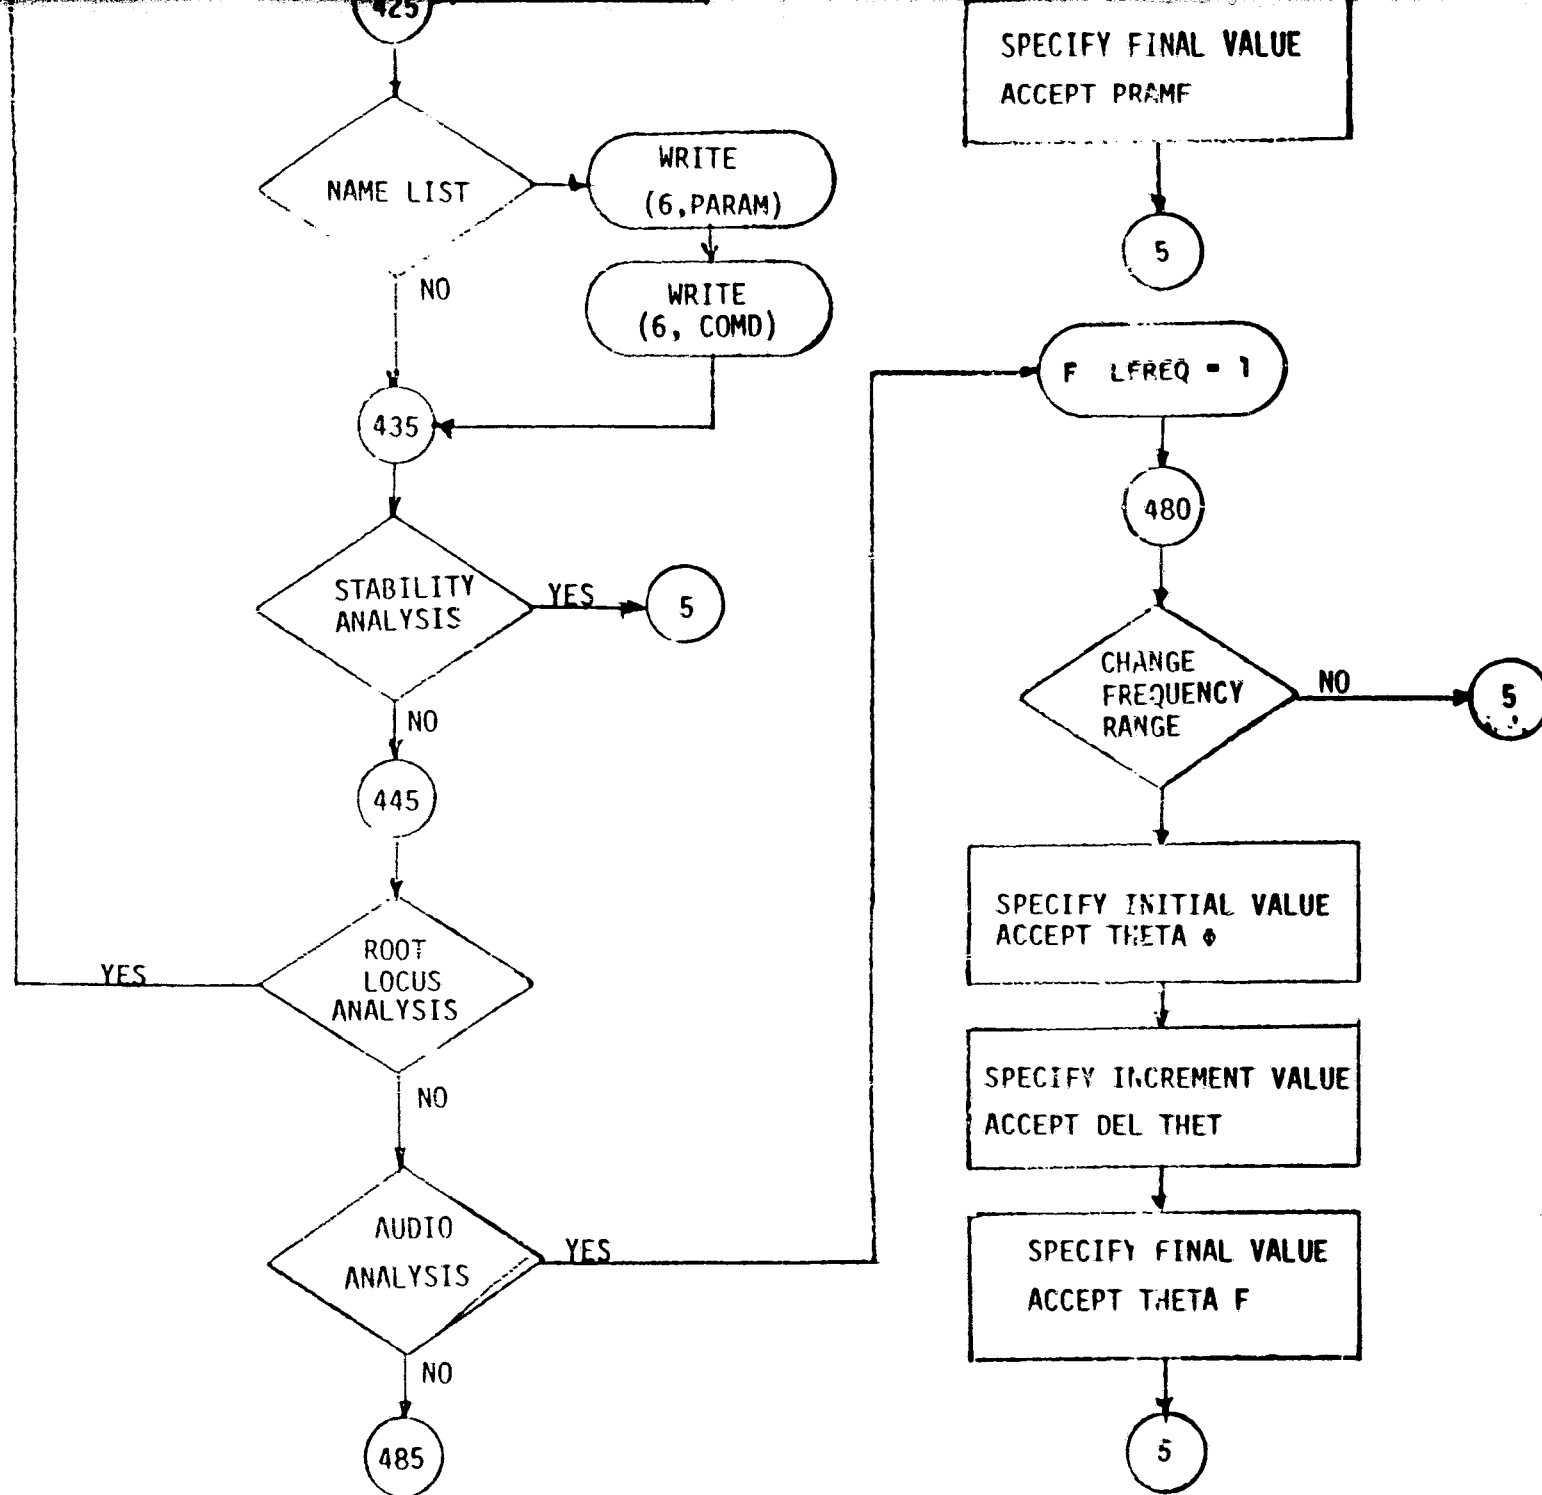 425
NAME LIST
WRITE
(6,PARAM)
WRITE
(6, COMD)
NO
435
STABILITY
ANALYSIS
YES
5
NO
445
ROOT
LOCUS
ANALYSIS
YES
NO
AUDIO
ANALYSIS
YES
NO
485
SPECIFY FINAL VALUE
ACCEPT PRAMF
5
F LFREQ = 1
480
CHANGE
FREQUENCY
RANGE
NO
5
SPECIFY INITIAL VALUE
ACCEPT THETA Φ
SPECIFY INCREMENT VALUE
ACCEPT DEL THET
SPECIFY FINAL VALUE
ACCEPT THETA F
5